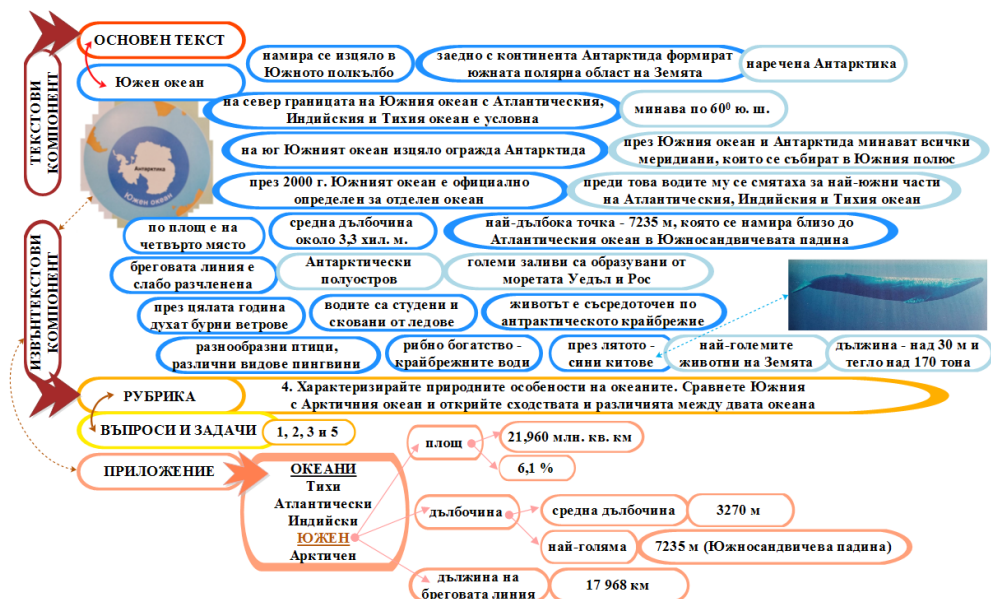 ОСНОВЕН ТЕКСТ
ТЕКСТОВИ
КОМПОНЕНТ
Южен океан
намира се изцяло в
Южното полкълбо
заедно с континента Антарктида формират
южната полярна област на Земята
наречена Антарктика
на север границата на Южния океан с Атлантическия,
Индийския и Тихия океан е условна
минава по 60⁰ ю. ш.
Антарктида
Южен океан
на юг Южният океан изцяло огражда Антарктида
през Южния океан и Антарктида минават всички
меридиани, които се събират в Южния полюс
през 2000 г. Южният океан е официално
определен за отделен океан
преди това водите му се смятаха за най-южни части
на Атлантическия, Индийския и Тихия океан
ИЗВЪНТЕКСТОВИ
КОМПОНЕНТ
по площ е на
четвърто място
средна дълбочина
около 3,3 хил. м.
най-дълбока точка - 7235 м, която се намира близо до
Атлантическия океан в Южносандвичевата падина
бреговата линия е
слабо разчленена
Антарктически
полуостров
големи заливи са образувани от
моретата Уедъл и Рос
през цялата година
духат бурни ветрове
водите са студени и
сковани от ледове
животът е съсредоточен по
антрактическото крайбрежие
разнообразни птици,
различни видове пингвини
рибно богатство -
крайбрежните води
през лятото -
сини китове
най-големите
животни на Земята
дължина - над 30 м и
тегло над 170 тона
РУБРИКА
4. Характеризирайте природните особености на океаните. Сравнете Южния
с Арктичния океан и открийте сходствата и различията между двата океана
ВЪПРОСИ И ЗАДАЧИ
1, 2, 3 и 5
ПРИЛОЖЕНИЕ
ОКЕАНИ
Тихи
Атлантически
Индийски
ЮЖЕН
Арктичен
площ
21,960 млн. кв. км
6,1 %
дълбочина
средна дълбочина
3270 м
най-голяма
7235 м (Южносандвичева падина)
дължина на
бреговата линия
17 968 км